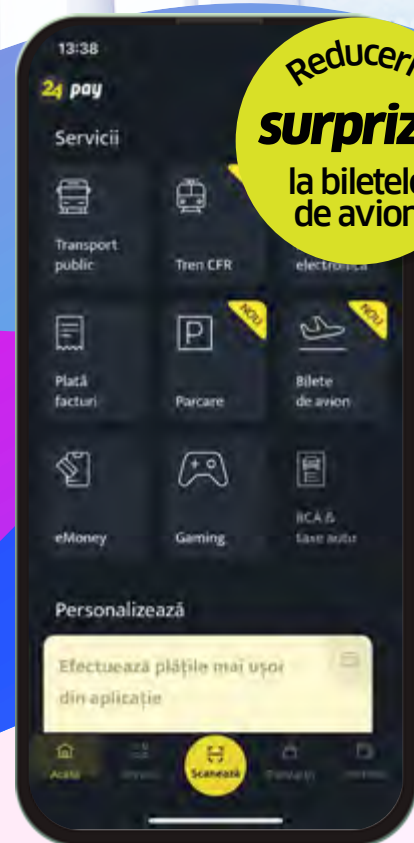 13:38
24 pay
Reduceri
surpriz
la biletele
de avion
Servicii
Transport
public
Tren CFR
electronică
Plată
facturi
NOU
Parcare
NOU
Bilete
de avion
eMoney
Gaming
RCA &
taxe auto
Personalizează
Efectuează plățile mai ușor
din aplicație
Acasă
Scanează